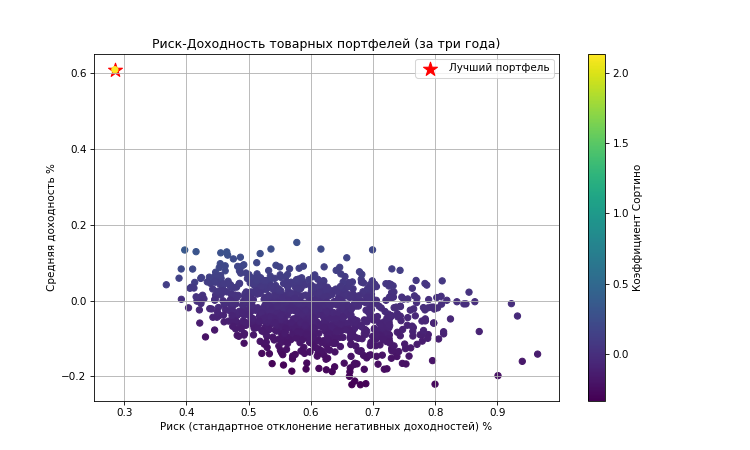 Риск-Доходность товарных портфелей (за три года)
Лучший портфель
Средняя доходность %
0.6
0.4
0.2
0.0
−0.2
0.3 0.4 0.5 0.6 0.7 0.8 0.9
Риск (стандартное отклонение негативных доходностей) %
2.0
1.5
1.0
0.5
0.0
Коэффициент Сортино